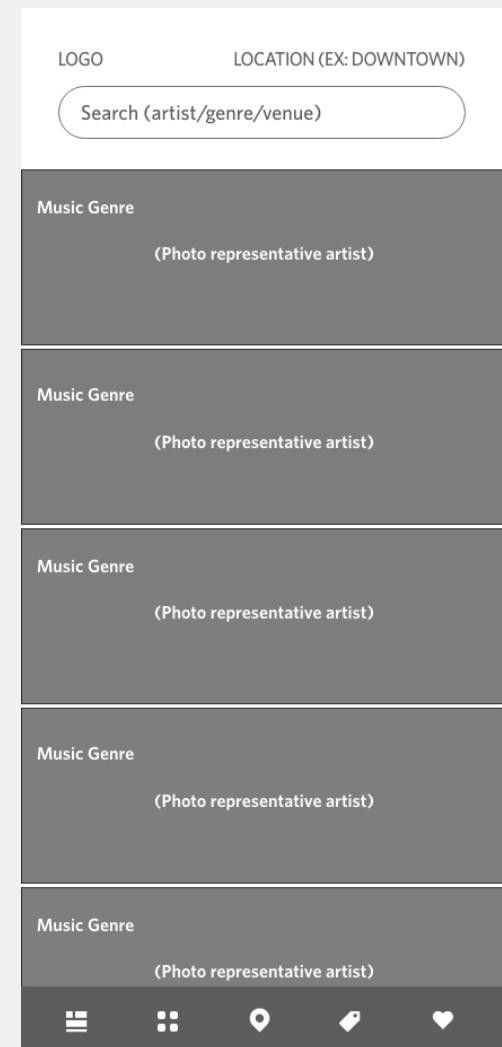 LOGO
LOCATION (EX: DOWNTOWN)
Search (artist/genre/venue)
Music Genre
(Photo representative artist)
Music Genre
(Photo representative artist)
Music Genre
(Photo representative artist)
Music Genre
(Photo representative artist)
Music Genre
(Photo representative artist)